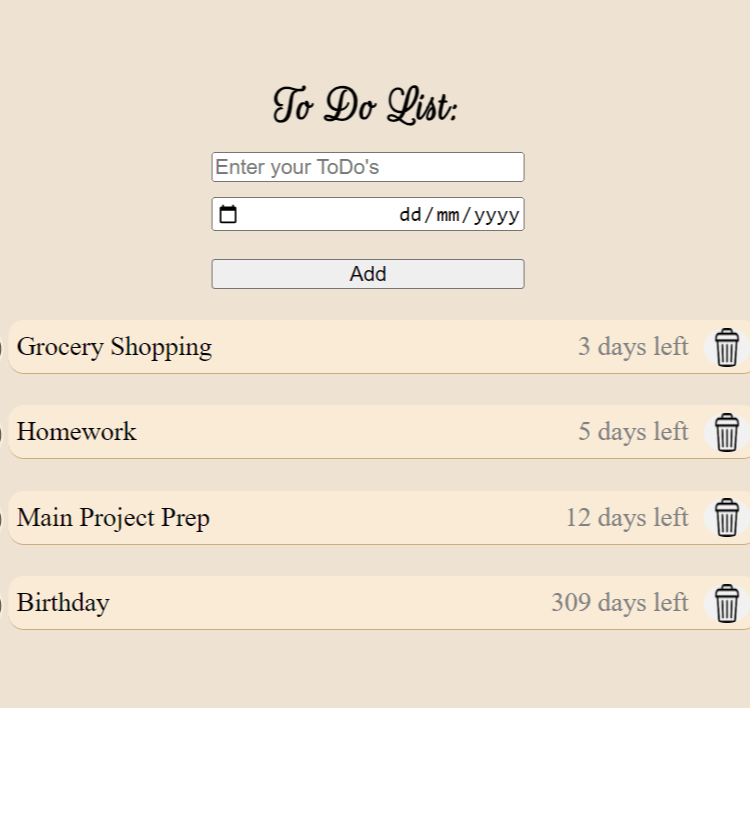 To Do List:
Enter your ToDo's
dd/mm/yyyy
Add
Grocery Shopping 3 days left
Homework 5 days left
Main Project Prep 12 days left
Birthday 309 days left